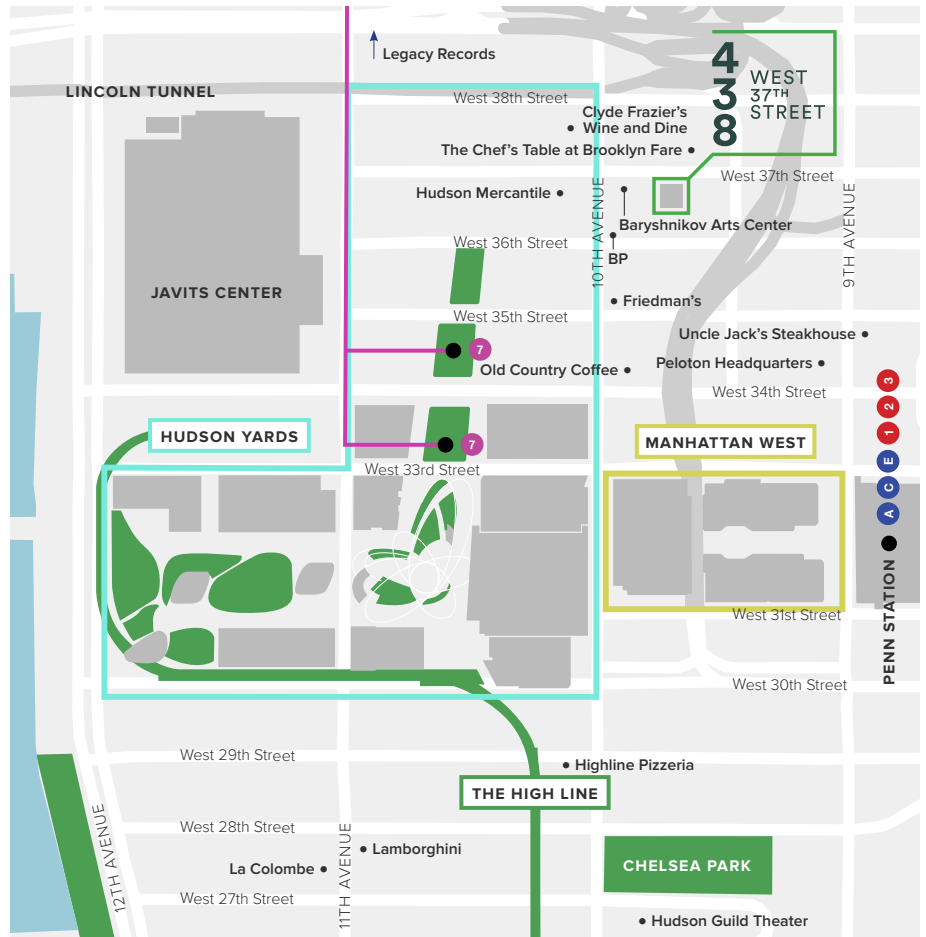 Legacy Records
438
WEST
37TH
STREET
LINCOLN TUNNEL
West 38th Street
Clyde Frazier's
Wine and Dine
The Chef's Table at Brooklyn Fare
West 37th Street
Hudson Mercantile
10TH AVENUE
9TH AVENUE
Baryshnikov Arts Center
West 36th Street
BP
JAVITS CENTER
Friedman's
West 35th Street
Uncle Jack's Steakhouse
7
Old Country Coffee
Peloton Headquarters
West 34th Street
3
2
1
E
C
A
PENN STATION
HUDSON YARDS
7
MANHATTAN WEST
West 33rd Street
West 31st Street
West 30th Street
West 29th Street
Highline Pizzeria
THE HIGH LINE
12TH AVENUE
West 28th Street
11TH AVENUE
Lamborghini
La Colombe
CHELSEA PARK
West 27th Street
Hudson Guild Theater